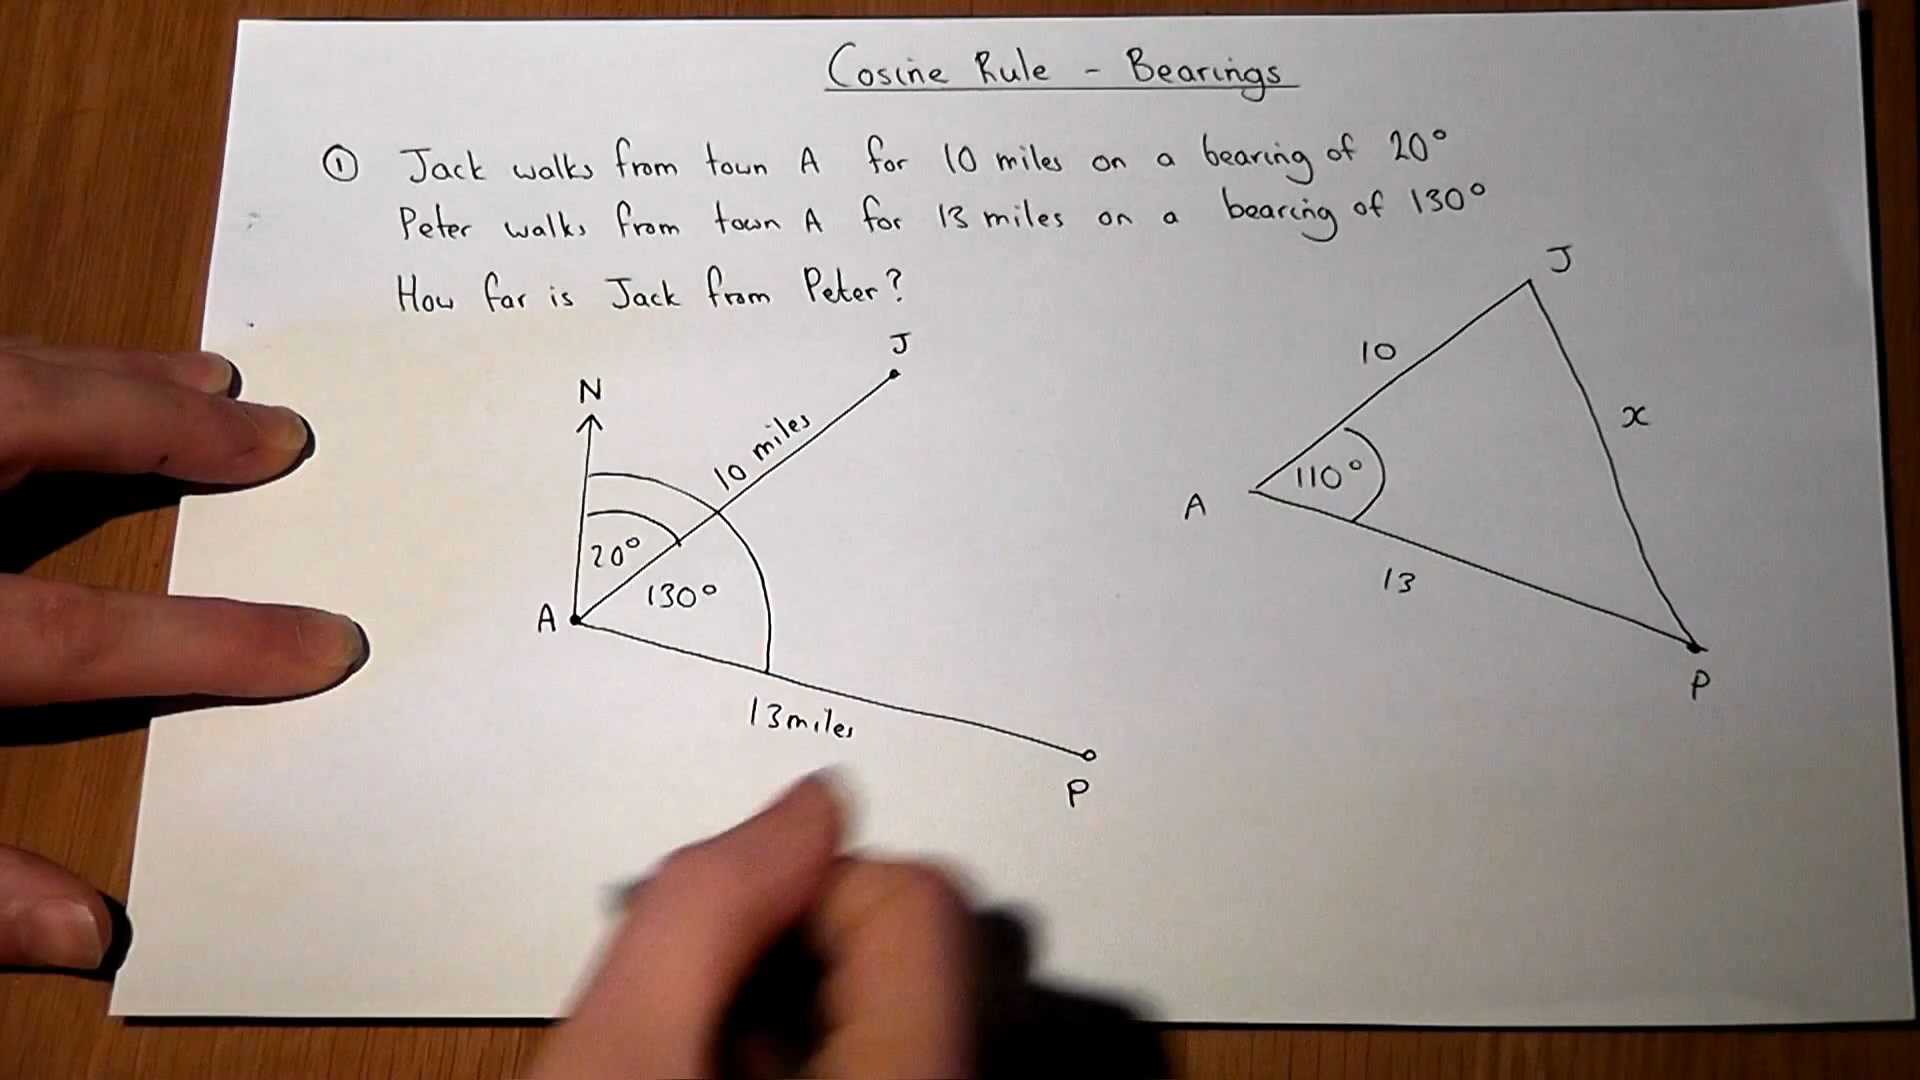 Cosine Rule - Bearings
① Jack walks from town A for 10 miles on a bearing of 20°
Peter walks from town A for 13 miles on a bearing of 130°
How far is Jack from Peter?
J
N
10 miles
20°
130°
A
13 miles
P
J
10
x
110°
A
13
P